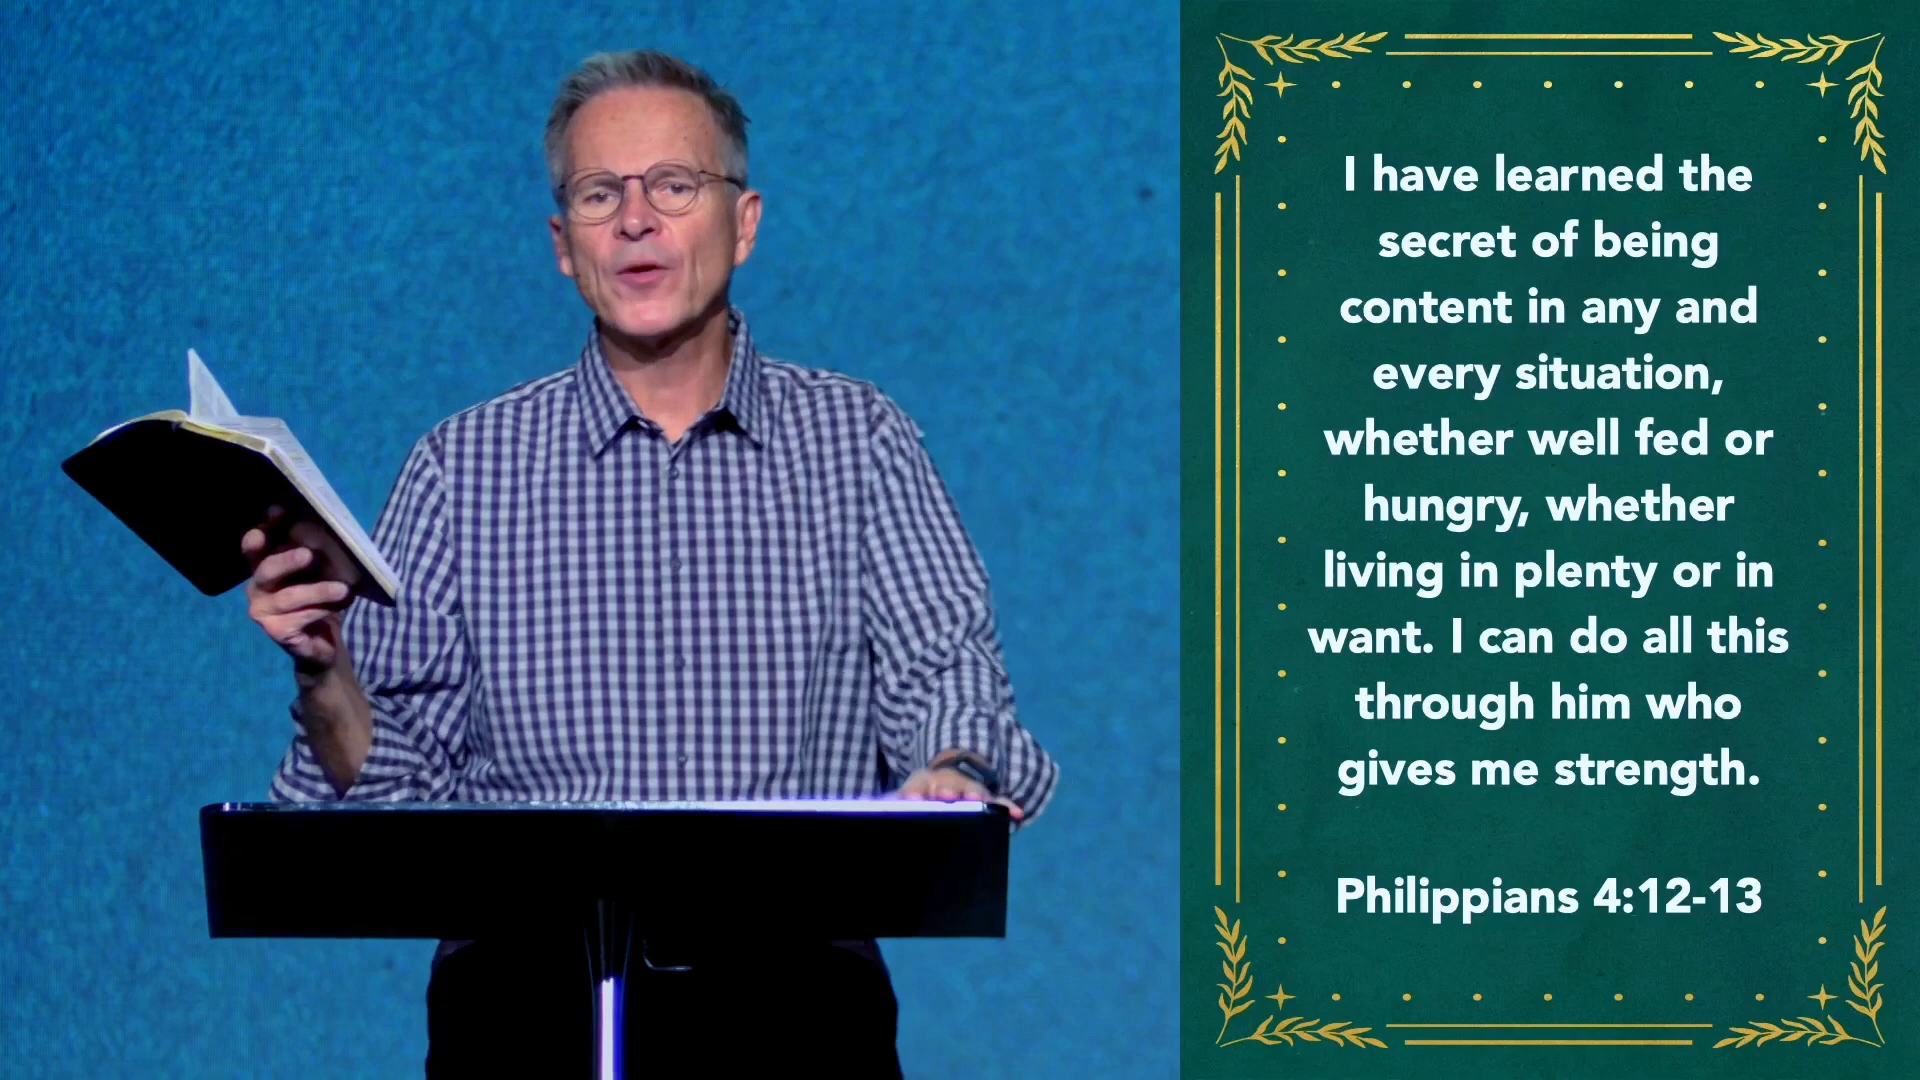 I have learned the
secret of being
content in any and
every situation,
whether well fed or
hungry, whether
living in plenty or in
want. I can do all this
through him who
gives me strength.
Philippians 4:12-13